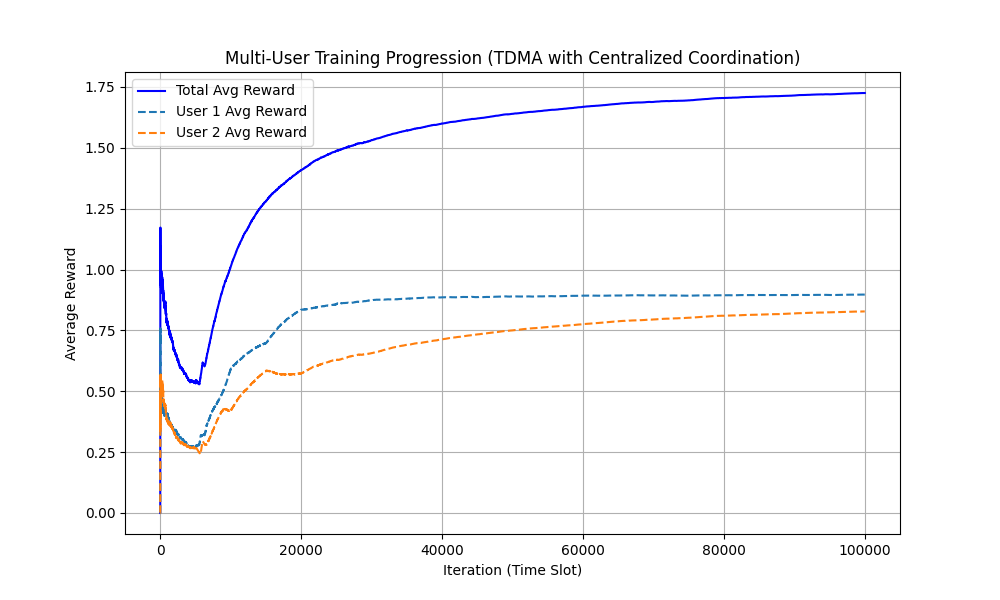 Multi-User Training Progression (TDMA with Centralized Coordination)
Total Avg Reward
User 1 Avg Reward
User 2 Avg Reward
Average Reward
1.75
1.50
1.25
1.00
0.75
0.50
0.25
0.00
0 20000 40000 60000 80000 100000
Iteration (Time Slot)